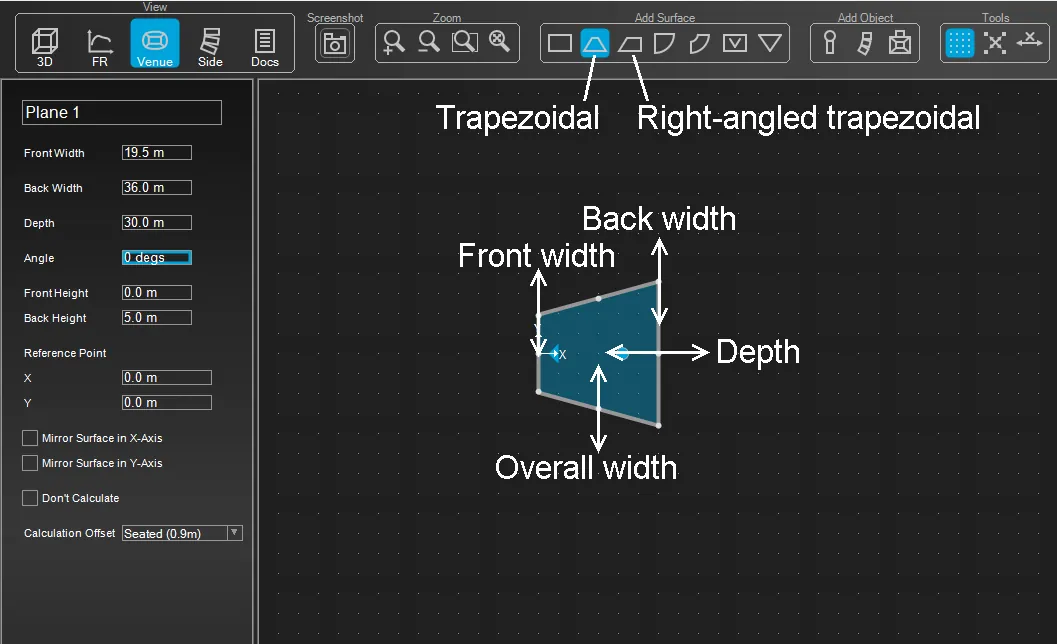 View
Screenshot
Zoom
Add Surface
Add Object
Tools
3D
FR
Venue
Side
Docs
Trapezoidal
Right-angled trapezoidal
Plane 1
Front Width 19.5 m
Back Width 36.0 m
Depth 30.0 m
Angle 0 degs
Front Height 0.0 m
Back Height 5.0 m
Reference Point
X 0.0 m
Y 0.0 m
Mirror Surface in X-Axis
Mirror Surface in Y-Axis
Don't Calculate
Calculation Offset Seated (0.9m)
Back width
Front width
X
Depth
Overall width